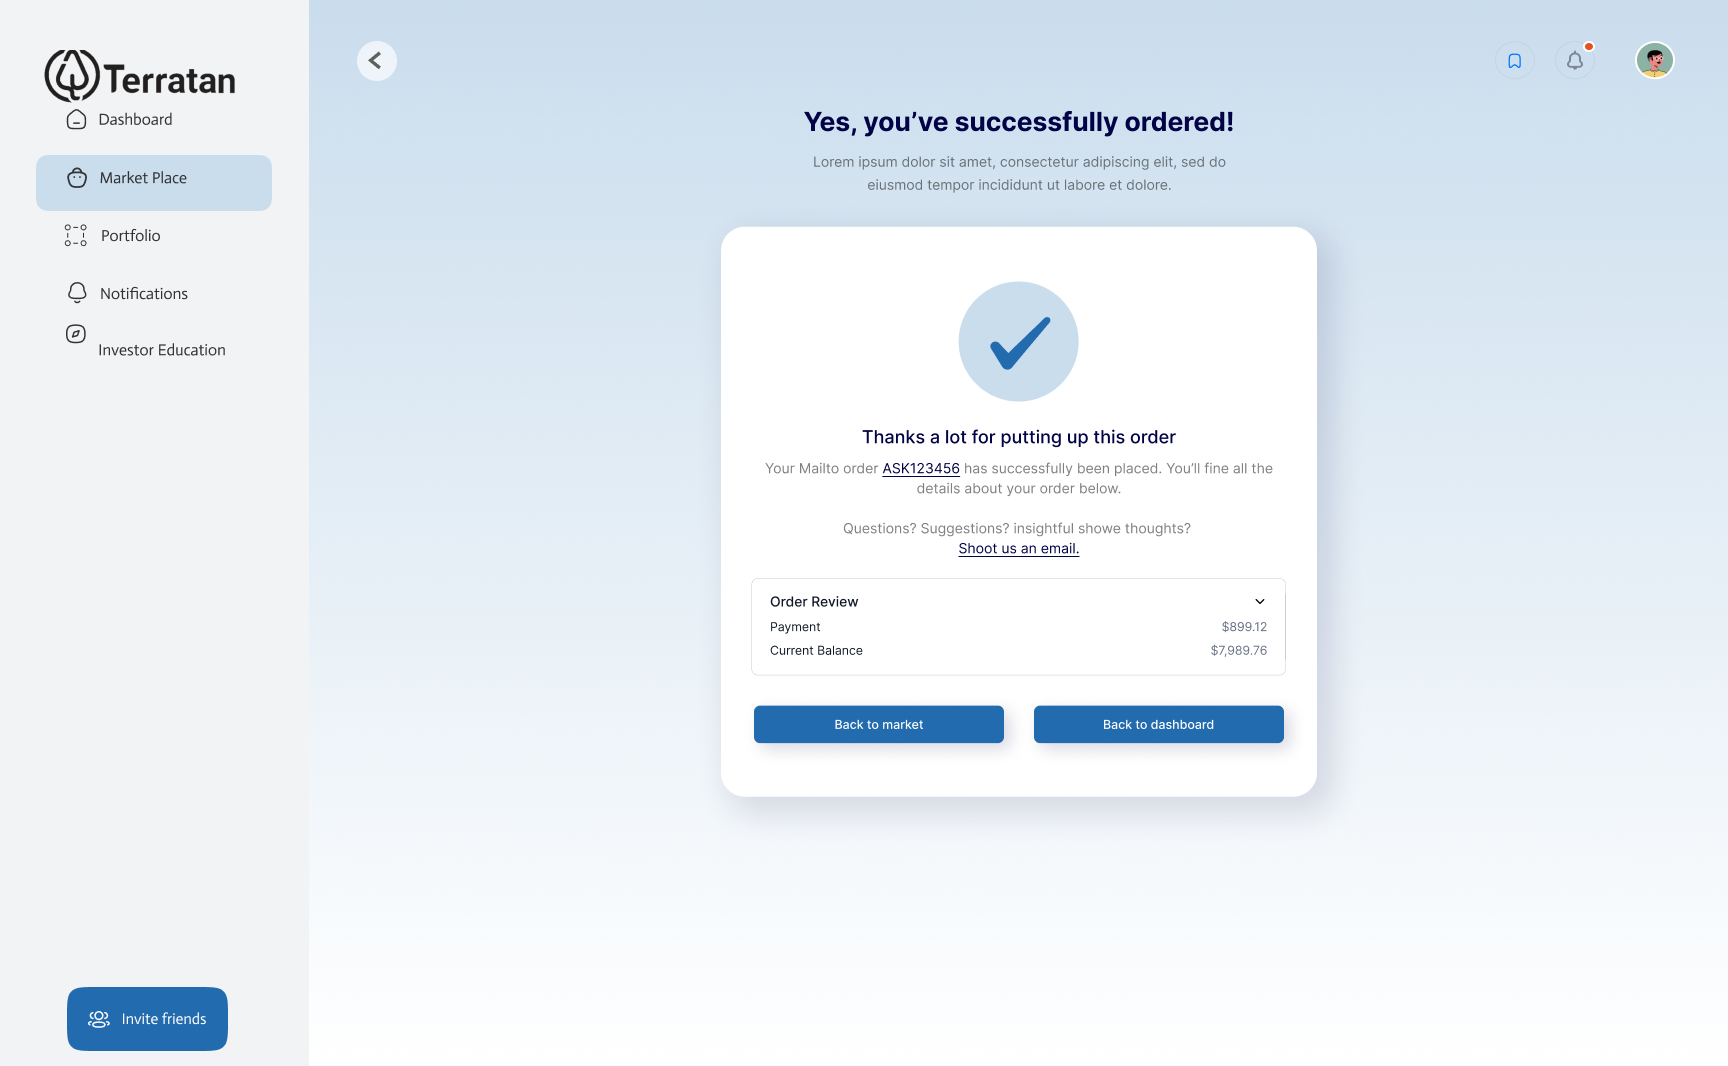 Terratan
Dashboard
Market Place
Portfolio
Notifications
Investor Education
Invite friends
Yes, you’ve successfully ordered!
Lorem ipsum dolor sit amet, consectetur adipiscing elit, sed do
eiusmod tempor incididunt ut labore et dolore.
Thanks a lot for putting up this order
Your Mailto order ASK123456 has successfully been placed. You’ll fine all the
details about your order below.
Questions? Suggestions? insightful showe thoughts?
Shoot us an email.
Order Review
Payment $899.12
Current Balance $7,989.76
Back to market Back to dashboard